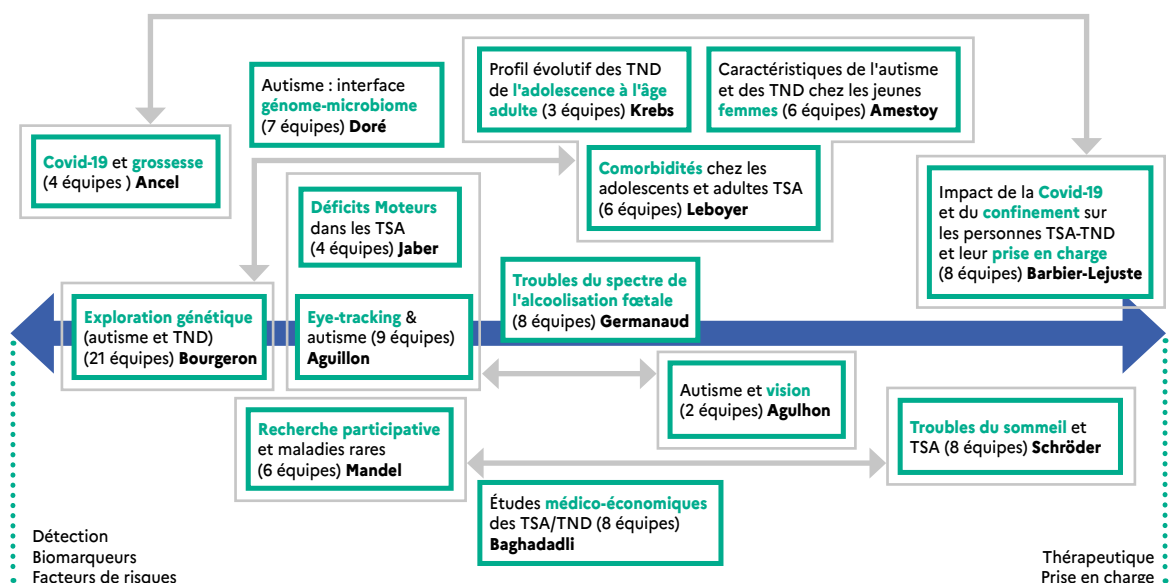 Autisme : interface
génome-microbiome
(7 équipes) Doré
Profil évolutif des TND
de l'adolescence à l'âge
adulte (3 équipes) Krebs
Caractéristiques de l'autisme
et des TND chez les jeunes
femmes (6 équipes) Amestoy
Covid-19 et grossesse
(4 équipes ) Ancel
Comorbidités chez les
adolescents et adultes TSA
(6 équipes) Leboyer
Impact de la Covid-19
et du confinement sur
les personnes TSA-TND
et leur prise en charge
(8 équipes) Barbier-Lejuste
Déficits Moteurs
dans les TSA
(4 équipes) Jaber
Troubles du spectre de
l'alcoolisation fœtale
(8 équipes) Germanaud
Exploration génétique
(autisme et TND)
(21 équipes) Bourgeron
Eye-tracking &
autisme (9 équipes)
Aguillon
Autisme et vision
(2 équipes) Agulhon
Recherche participative
et maladies rares
(6 équipes) Mandel
Troubles du sommeil et
TSA (8 équipes) Schröder
Études médico-économiques
des TSA/TND (8 équipes)
Baghadadli
Détection
Biomarqueurs
Facteurs de risques
Thérapeutique
Prise en charge